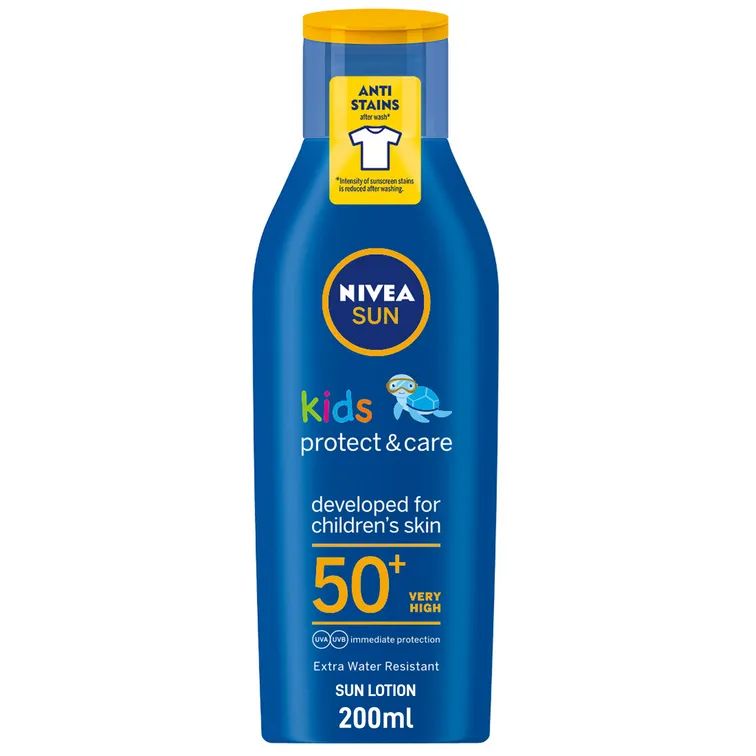 ANTI
STAINS
after wash*
*Intensity of sunscreen stains
is reduced after washing.
NIVEA
SUN
kids
protect & care
developed for
children's skin
50+
VERY
HIGH
UVA UVB immediate protection
Extra Water Resistant
SUN LOTION
200ml